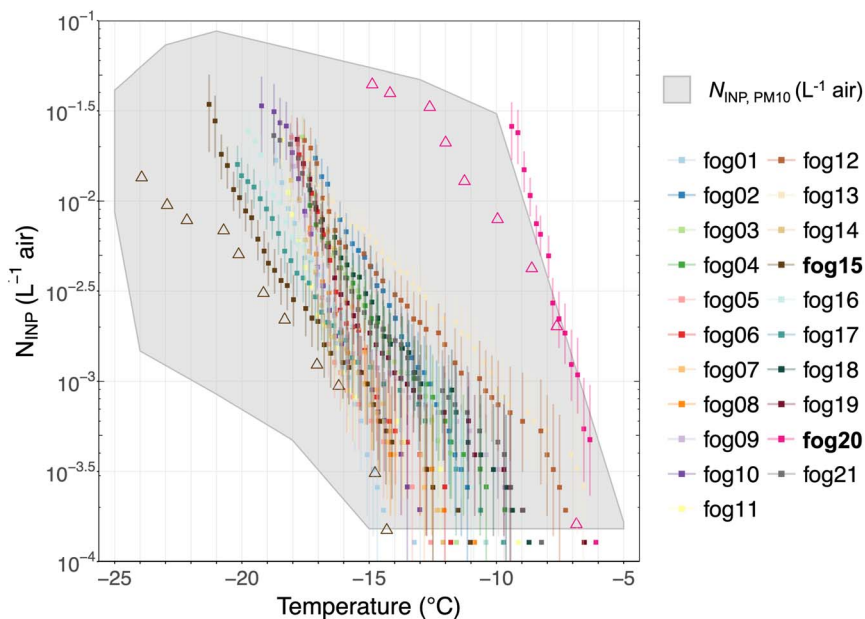 10⁻¹
10⁻¹·⁵
10⁻²
10⁻²·⁵
10⁻³
10⁻³·⁵
10⁻⁴
N_INP (L⁻¹ air)
−25
−20
−15
−10
−5
Temperature (°C)
N_INP, PM10 (L⁻¹ air)
fog01
fog02
fog03
fog04
fog05
fog06
fog07
fog08
fog09
fog10
fog11
fog12
fog13
fog14
fog15
fog16
fog17
fog18
fog19
fog20
fog21